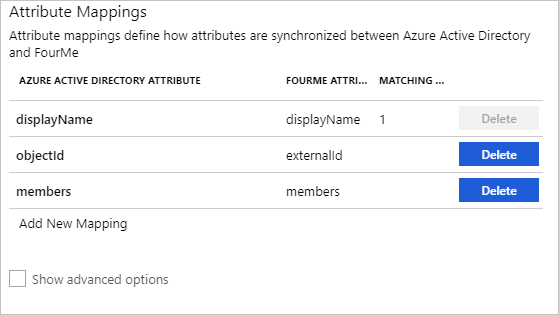 Attribute Mappings
Attribute mappings define how attributes are synchronized between Azure Active Directory
and FourMe
AZURE ACTIVE DIRECTORY ATTRIBUTE FOURME ATTRI... MATCHING ...
displayName displayName 1 Delete
objectId externalId Delete
members members Delete
Add New Mapping
Show advanced options